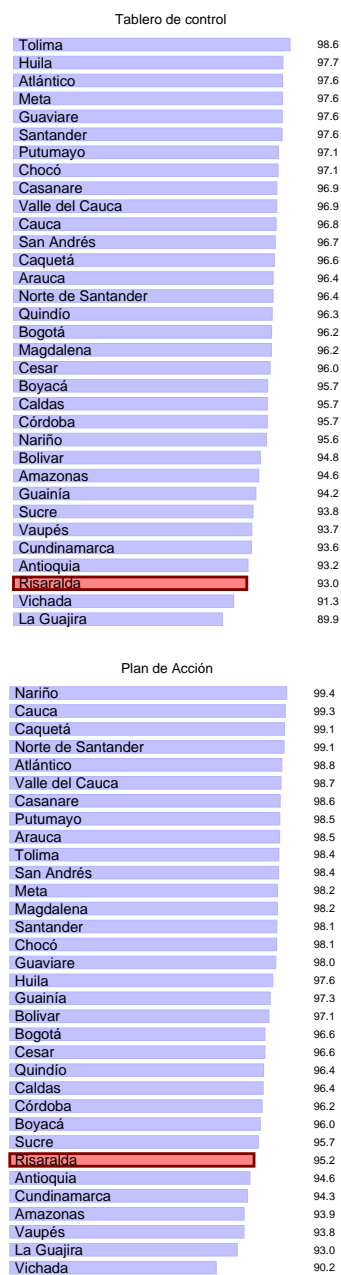 Tablero de control
Tolima 98.6
Huila 97.7
Atlántico 97.6
Meta 97.6
Guaviare 97.6
Santander 97.6
Putumayo 97.1
Chocó 97.1
Casanare 96.9
Valle del Cauca 96.9
Cauca 96.8
San Andrés 96.7
Caquetá 96.6
Arauca 96.4
Norte de Santander 96.4
Quindío 96.3
Bogotá 96.2
Magdalena 96.2
Cesar 96.0
Boyacá 95.7
Caldas 95.7
Córdoba 95.7
Nariño 95.6
Bolivar 94.8
Amazonas 94.6
Guainía 94.2
Sucre 93.8
Vaupés 93.7
Cundinamarca 93.6
Antioquia 93.2
Risaralda 93.0
Vichada 91.3
La Guajira 89.9
Plan de Acción
Nariño 99.4
Cauca 99.3
Caquetá 99.1
Norte de Santander 99.1
Atlántico 98.8
Valle del Cauca 98.7
Casanare 98.6
Putumayo 98.5
Arauca 98.5
Tolima 98.4
San Andrés 98.4
Meta 98.2
Magdalena 98.2
Santander 98.1
Chocó 98.1
Guaviare 98.0
Huila 97.6
Guainía 97.3
Bolivar 97.1
Bogotá 96.6
Cesar 96.6
Quindío 96.4
Caldas 96.4
Córdoba 96.2
Boyacá 96.0
Sucre 95.7
Risaralda 95.2
Antioquia 94.6
Cundinamarca 94.3
Amazonas 93.9
Vaupés 93.8
La Guajira 93.0
Vichada 90.2